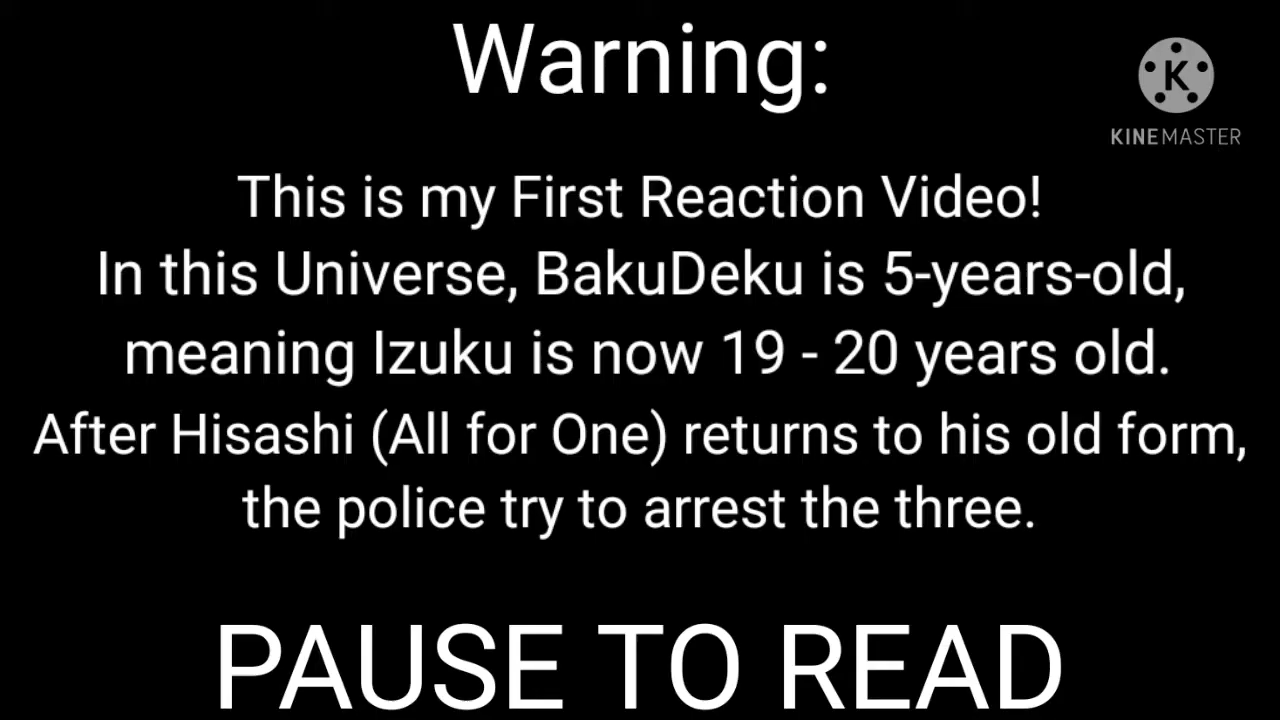 Warning:
KINEMASTER
This is my First Reaction Video!
In this Universe, BakuDeku is 5-years-old,
meaning Izuku is now 19 - 20 years old.
After Hisashi (All for One) returns to his old form,
the police try to arrest the three.
PAUSE TO READ